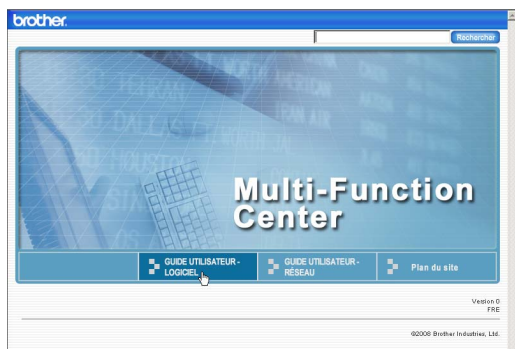 brother
Rechercher
Multi-Function
Center
GUIDE UTILISATEUR -
LOGICIEL
GUIDE UTILISATEUR -
RÉSEAU
Plan du site
Version 0
FRE
©2008 Brother Industries, Ltd.